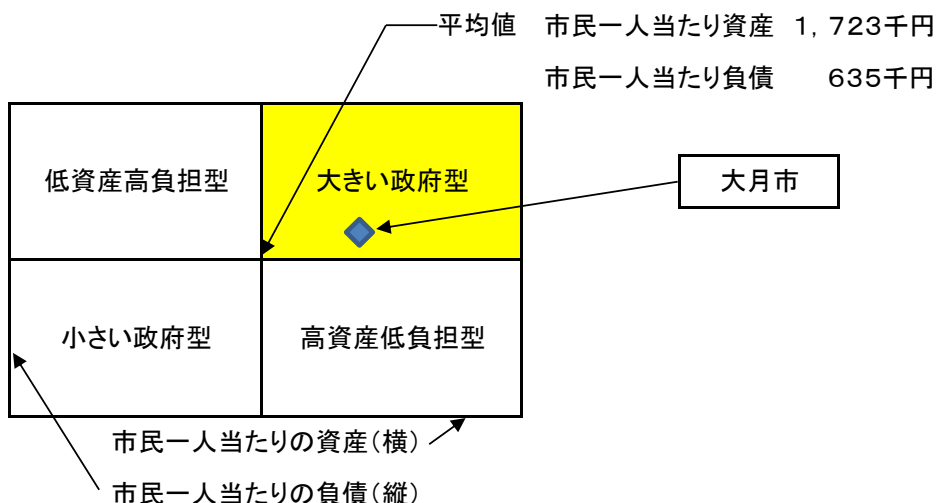 平均値　市民一人当たり資産　１，７２３千円
市民一人当たり負債　　６３５千円
低資産高負担型
大きい政府型
大月市
小さい政府型
高資産低負担型
市民一人当たりの資産（横）
市民一人当たりの負債（縦）